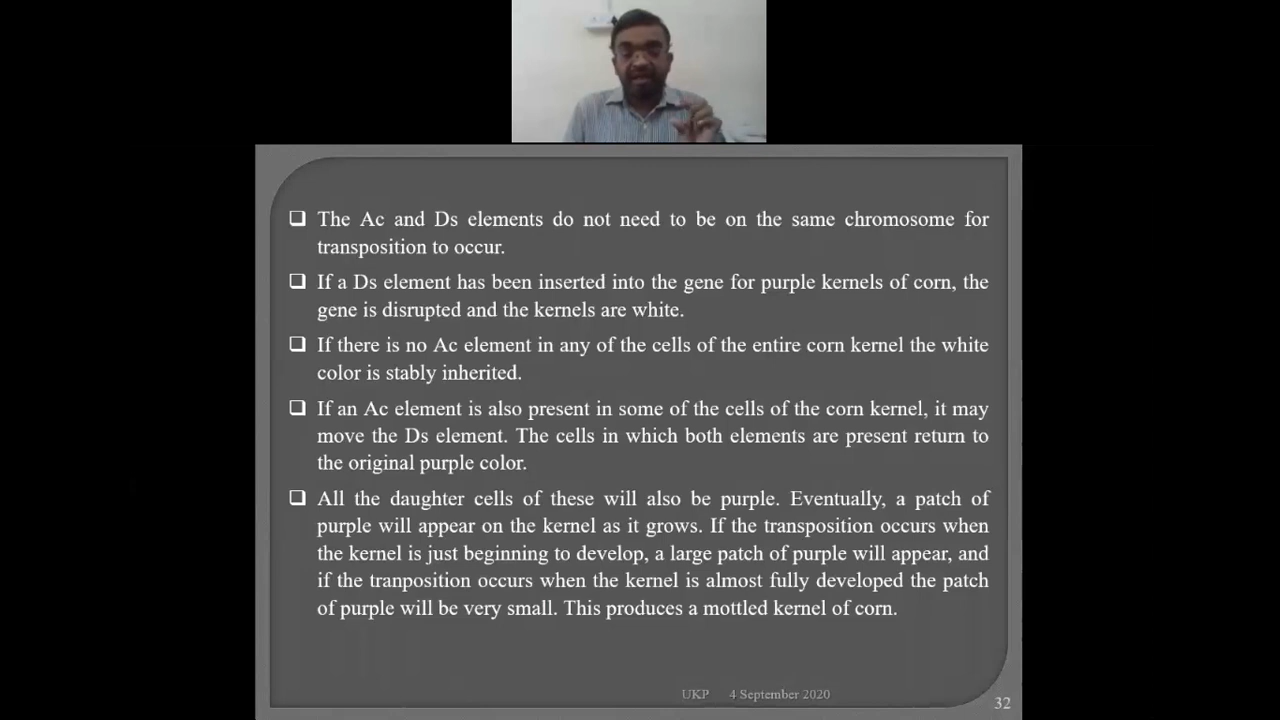 ❑ The Ac and Ds elements do not need to be on the same chromosome for
transposition to occur.
❑ If a Ds element has been inserted into the gene for purple kernels of corn, the
gene is disrupted and the kernels are white.
❑ If there is no Ac element in any of the cells of the entire corn kernel the white
color is stably inherited.
❑ If an Ac element is also present in some of the cells of the corn kernel, it may
move the Ds element. The cells in which both elements are present return to
the original purple color.
❑ All the daughter cells of these will also be purple. Eventually, a patch of
purple will appear on the kernel as it grows. If the transposition occurs when
the kernel is just beginning to develop, a large patch of purple will appear, and
if the tranposition occurs when the kernel is almost fully developed the patch
of purple will be very small. This produces a mottled kernel of corn.
UKP 4 September 2020
32